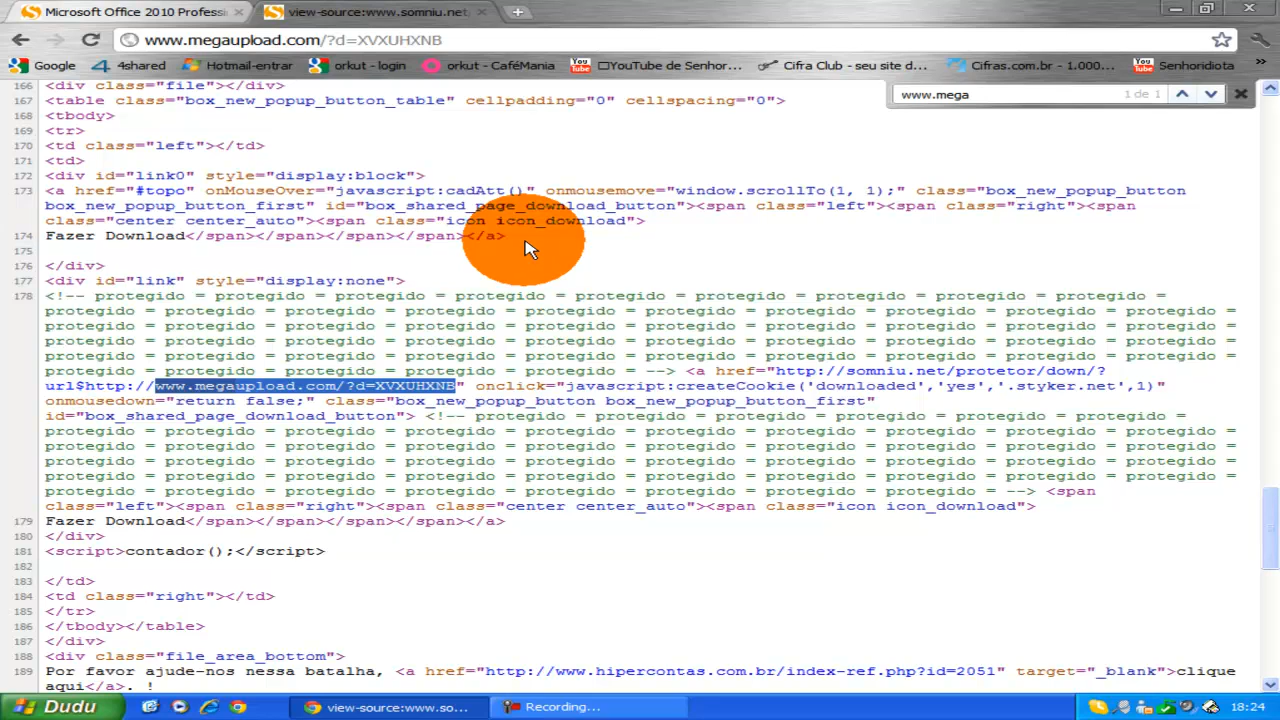 Microsoft Office 2010 Professi
view-source:www.somniu.net
www.megaupload.com/?d=XVXUHXNB
Google
4shared
Hotmail-entrar
orkut - login
orkut - CaféMania
YouTube de Senhor...
Cifra Club - seu site d...
Cifras.com.br - 1.000...
Senhoridiota
www.mega
1 de 1
166 <div class="file"></div>
167 <table class="box_new_popup_button_table" cellpadding="0" cellspacing="0">
168 <tbody>
169 <tr>
170 <td class="left"></td>
171 <td>
172 <div id="link0" style="display:block">
173 <a href="#topo" onMouseOver="javascript:cadAtt()" onmousemove="window.scrollTo(1, 1);" class="box_new_popup_button
box_new_popup_button_first" id="box_shared_page_download_button"><span class="left"><span class="right"><span
class="center center_auto"><span class="icon icon_download">
174 Fazer Download</span></span></span></span></a>
175
176 </div>
177 <div id="link" style="display:none">
178 <!-- protegido = protegido = protegido = protegido = protegido = protegido = protegido = protegido = protegido =
protegido = protegido = protegido = protegido = protegido = protegido = protegido = protegido = protegido = protegido =
protegido = protegido = protegido = protegido = protegido = protegido = protegido = protegido = protegido = protegido =
protegido = protegido = protegido = protegido = protegido = protegido = protegido = protegido = protegido = protegido =
protegido = protegido = protegido = protegido = protegido = protegido = protegido = protegido = protegido = protegido =
protegido = protegido = protegido = protegido = protegido = --> <a href="http://somniu.net/protetor/down/?
url$http://www.megaupload.com/?d=XVXUHXNB" onclick="javascript:createCookie('downloaded','yes','.styker.net',1)"
onmousedown="return false;" class="box_new_popup_button box_new_popup_button_first"
id="box_shared_page_download_button"> <!-- protegido = protegido = protegido = protegido = protegido = protegido =
protegido = protegido = protegido = protegido = protegido = protegido = protegido = protegido = protegido = protegido =
protegido = protegido = protegido = protegido = protegido = protegido = protegido = protegido = protegido = protegido =
protegido = protegido = protegido = protegido = protegido = protegido = protegido = protegido = protegido = protegido =
protegido = protegido = protegido = protegido = protegido = protegido = protegido = protegido = protegido = protegido =
protegido = protegido = protegido = protegido = protegido = protegido = protegido = protegido = --> <span
class="left"><span class="right"><span class="center center_auto"><span class="icon icon_download">
179 Fazer Download</span></span></span></span></a>
180 </div>
181 <script>contador();</script>
182
183 </td>
184 <td class="right"></td>
185 </tr>
186 </tbody></table>
187 </div>
188 <div class="file_area_bottom">
189 Por favor ajude-nos nessa batalha, <a href="http://www.hipercontas.com.br/index-ref.php?id=2051" target="_blank">clique
aqui</a>. !
Dudu
view-source:www.so...
Recording...
18:24